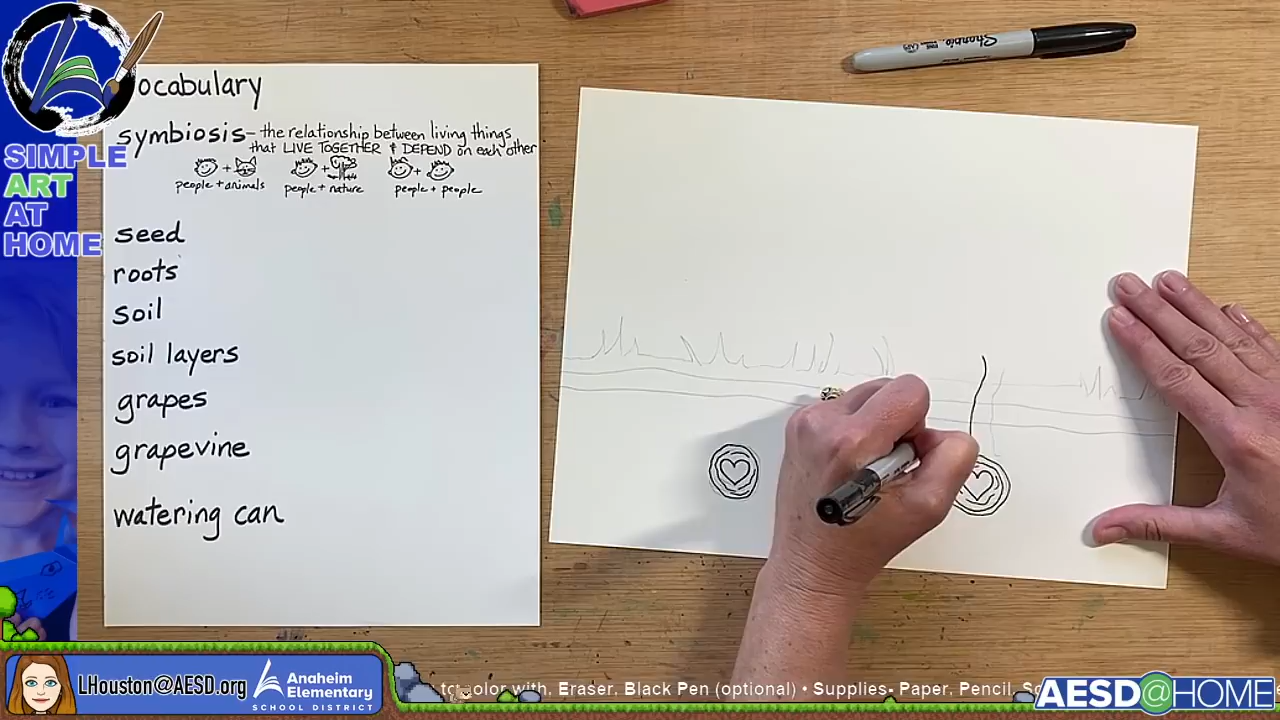 ocabulary
symbiosis - the relationship between living things
that LIVE TOGETHER & DEPEND on each other
people + animals people + nature people + people
seed
roots
soil
soil layers
grapes
grapevine
watering can
Sharpie
SIMPLE
ART
AT
HOME
LHouston@AESD.org
Anaheim
Elementary
SCHOOL DISTRICT
color with, Eraser, Black Pen (optional) • Supplies- Paper, Pencil,
AESD@HOME